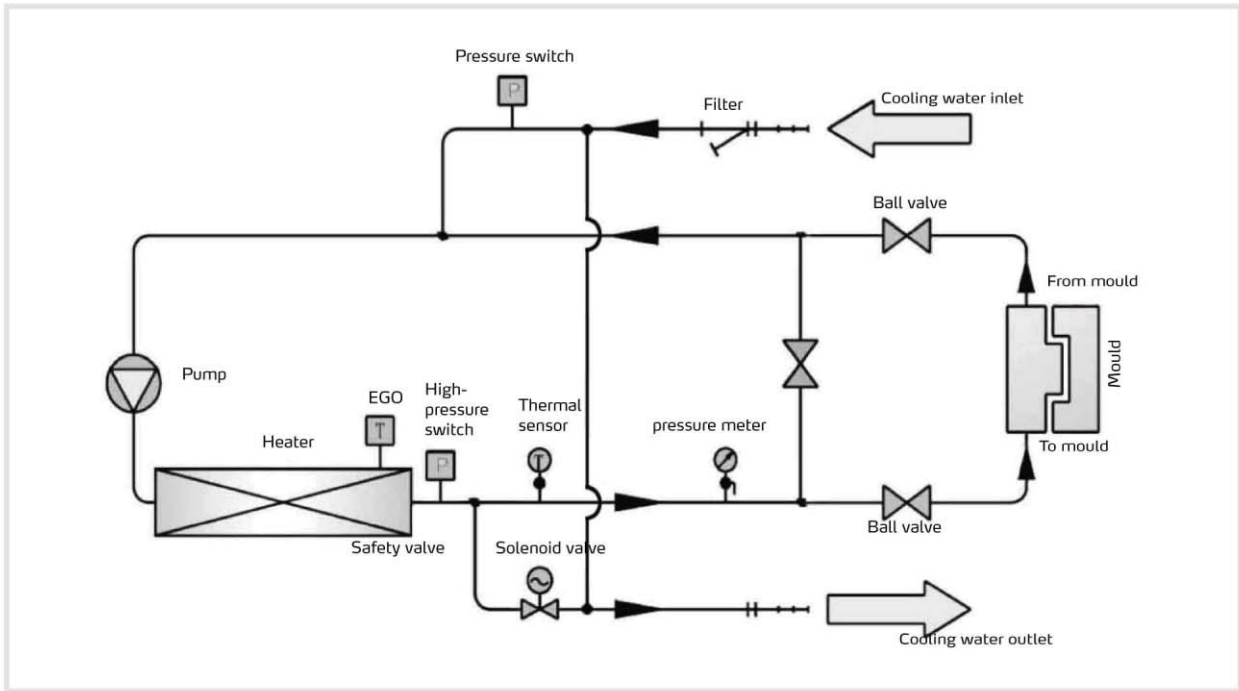 Pressure switch
P
Filter
Cooling water inlet
Ball valve
From mould
Pump
EGO
T
High-
pressure
switch
P
Thermal
sensor
T
pressure meter
Mould
Heater
To mould
Safety valve
Solenoid valve
Ball valve
Cooling water outlet